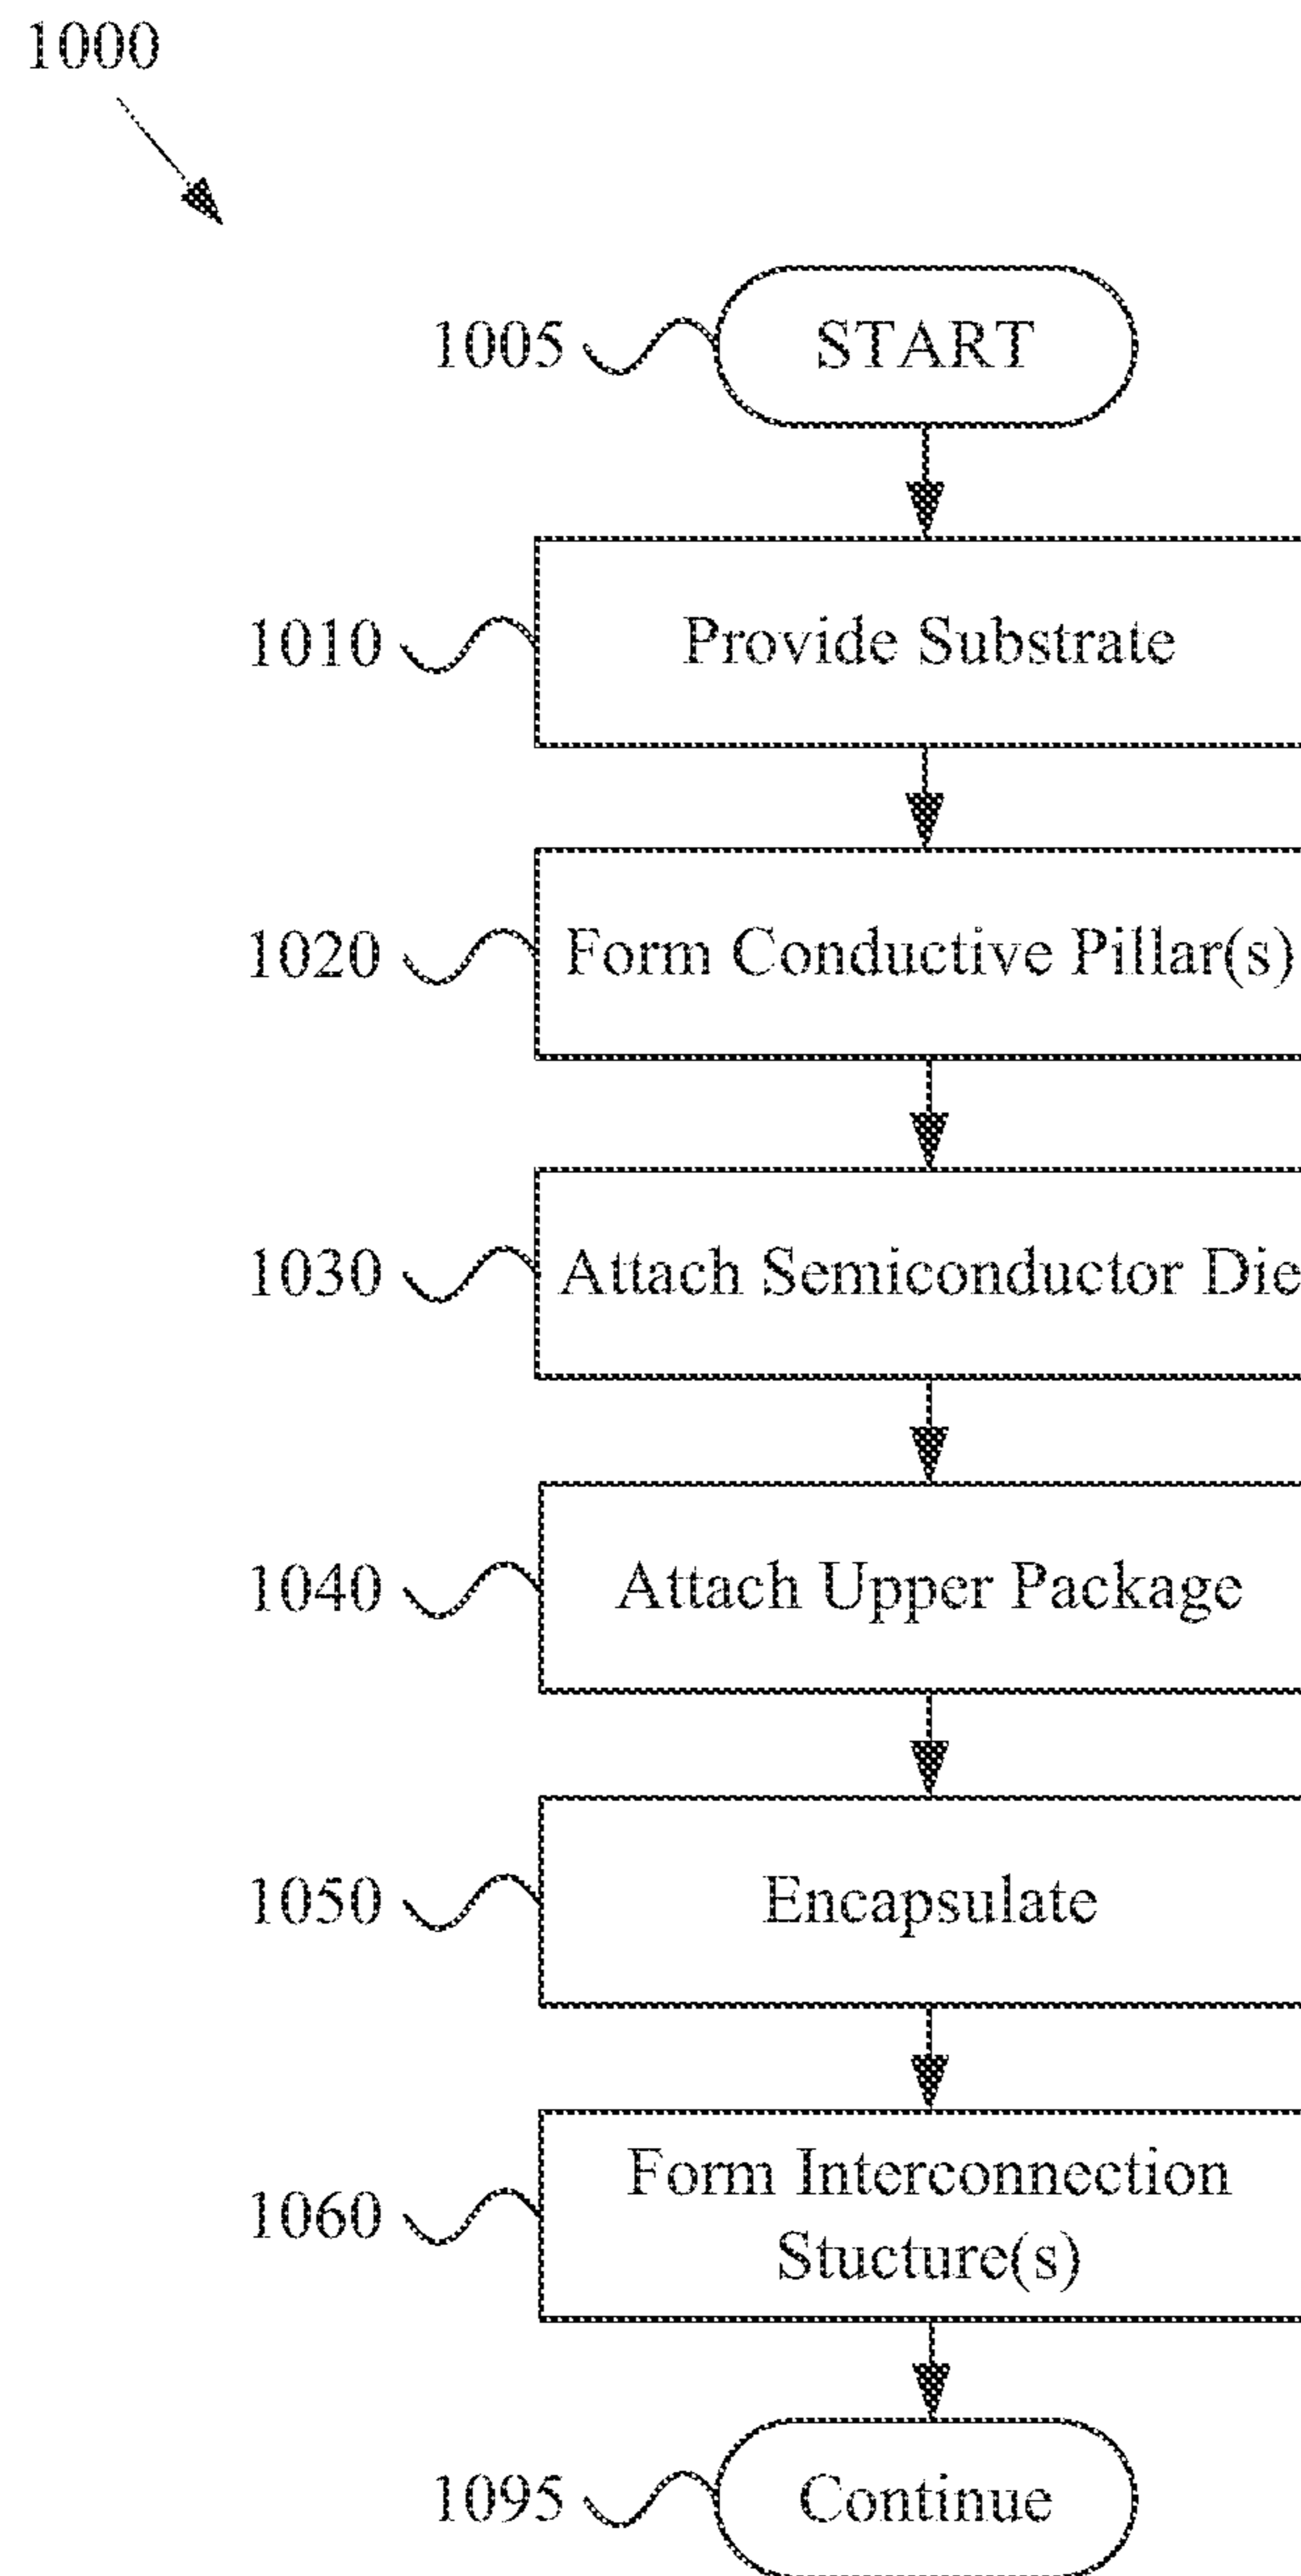 1000
1005 START
1010 Provide Substrate
1020 Form Conductive Pillar(s)
1030 Attach Semiconductor Die
1040 Attach Upper Package
1050 Encapsulate
1060 Form Interconnection
Stucture(s)
1095 Continue